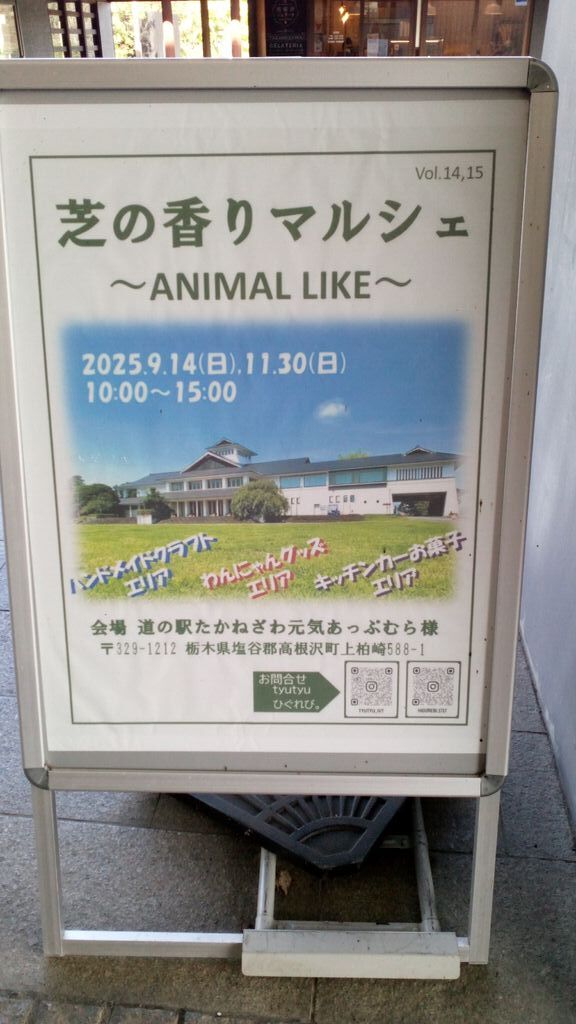 GELATERIA
Vol.14,15
芝の香りマルシェ
～ANIMAL LIKE～
2025.9.14(日),11.30(日)
10:00～15:00
ハンドメイドクラフト
エリア
わんにゃんグッズ
エリア
キッチンカーお菓子
エリア
会場 道の駅たかねざわ元気あっぷむら様
〒329-1212 栃木県塩谷郡高根沢町上柏崎588-1
お問合せ
tyutyu
ひぐれび。